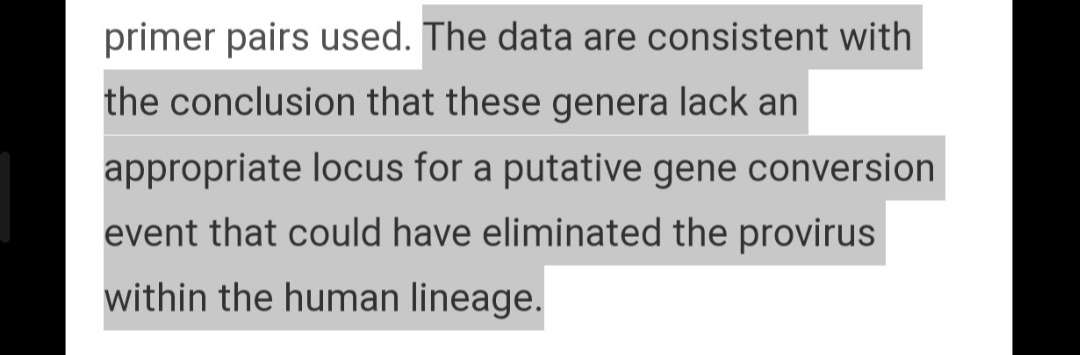 primer pairs used. The data are consistent with
the conclusion that these genera lack an
appropriate locus for a putative gene conversion
event that could have eliminated the provirus
within the human lineage.